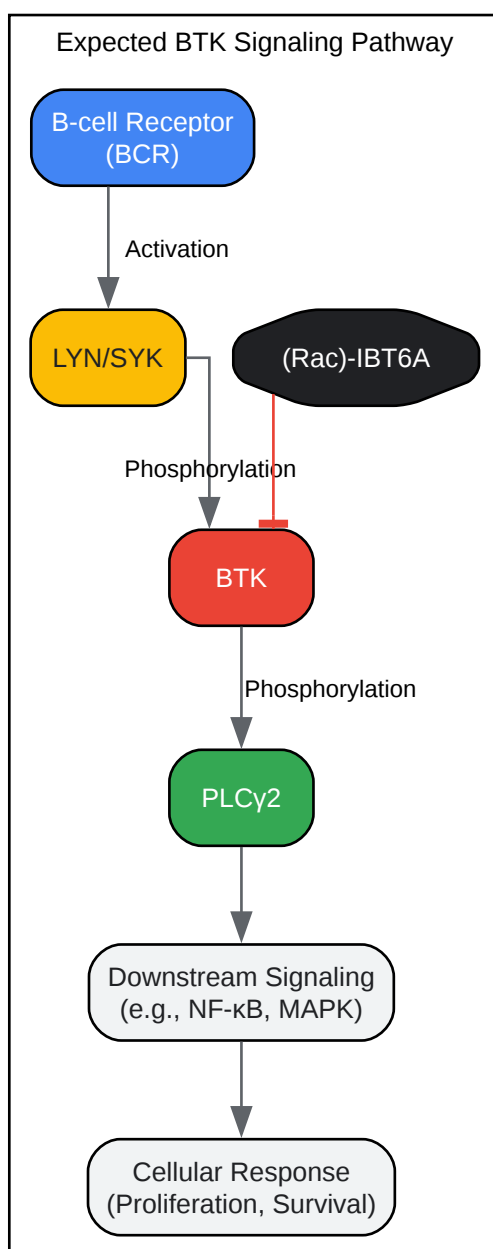 Expected BTK Signaling Pathway
B-cell Receptor
(BCR)
Activation
LYN/SYK
(Rac)-IBT6A
Phosphorylation
BTK
Phosphorylation
PLCγ2
Downstream Signaling
(e.g., NF-κB, MAPK)
Cellular Response
(Proliferation, Survival)